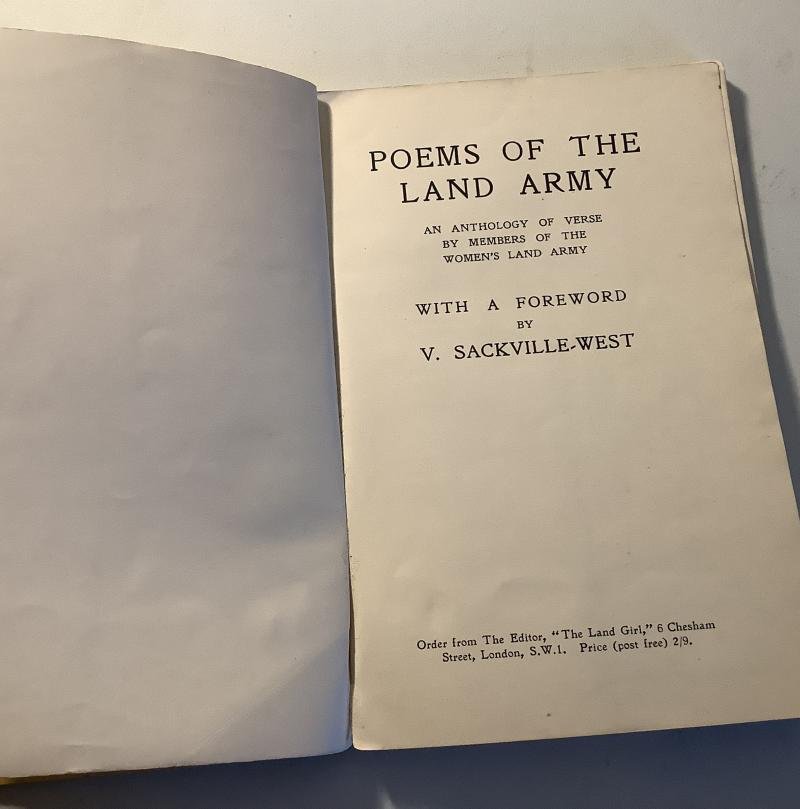 POEMS OF THE
LAND ARMY
AN ANTHOLOGY OF VERSE
BY MEMBERS OF THE
WOMEN'S LAND ARMY
WITH A FOREWORD
BY
V. SACKVILLE-WEST
Order from The Editor, “The Land Girl,” 6 Chesham
Street, London, S.W.1. Price (post free) 2/9.